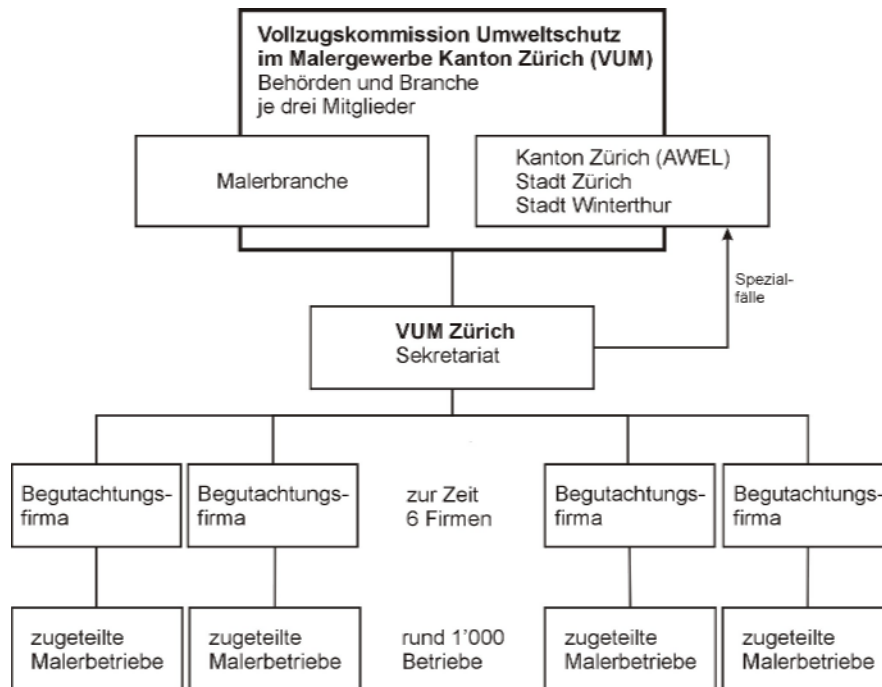 Vollzugskommission Umweltschutz
im Malergewerbe Kanton Zürich (VUM)
Behörden und Branche
je drei Mitglieder
Malerbranche
Kanton Zürich (AWEL)
Stadt Zürich
Stadt Winterthur
Spezial-
fälle
VUM Zürich
Sekretariat
Begutachtungs-
firma
Begutachtungs-
firma
zur Zeit
6 Firmen
Begutachtungs-
firma
Begutachtungs-
firma
zugeteilte
Malerbetriebe
zugeteilte
Malerbetriebe
rund 1'000
Betriebe
zugeteilte
Malerbetriebe
zugeteilte
Malerbetriebe